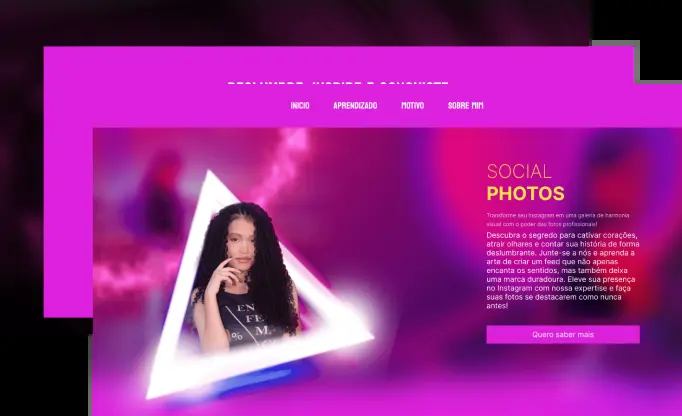 DESLUMBRE, INSPIRE E CONQUISTE
INICIO APRENDIZADO MOTIVO SOBRE MIM
SOCIAL
PHOTOS
Transforme seu Instagram em uma galeria de harmonia
visual com o poder das fotos profissionais!
Descubra o segredo para cativar corações,
atrair olhares e contar sua história de forma
deslumbrante. Junte-se a nós e aprenda a
arte de criar um feed que não apenas
encanta os sentidos, mas também deixa
uma marca duradoura. Eleve sua presença
no Instagram com nossa expertise e faça
suas fotos se destacarem como nunca
antes!
Quero saber mais
EN
FE
M
%